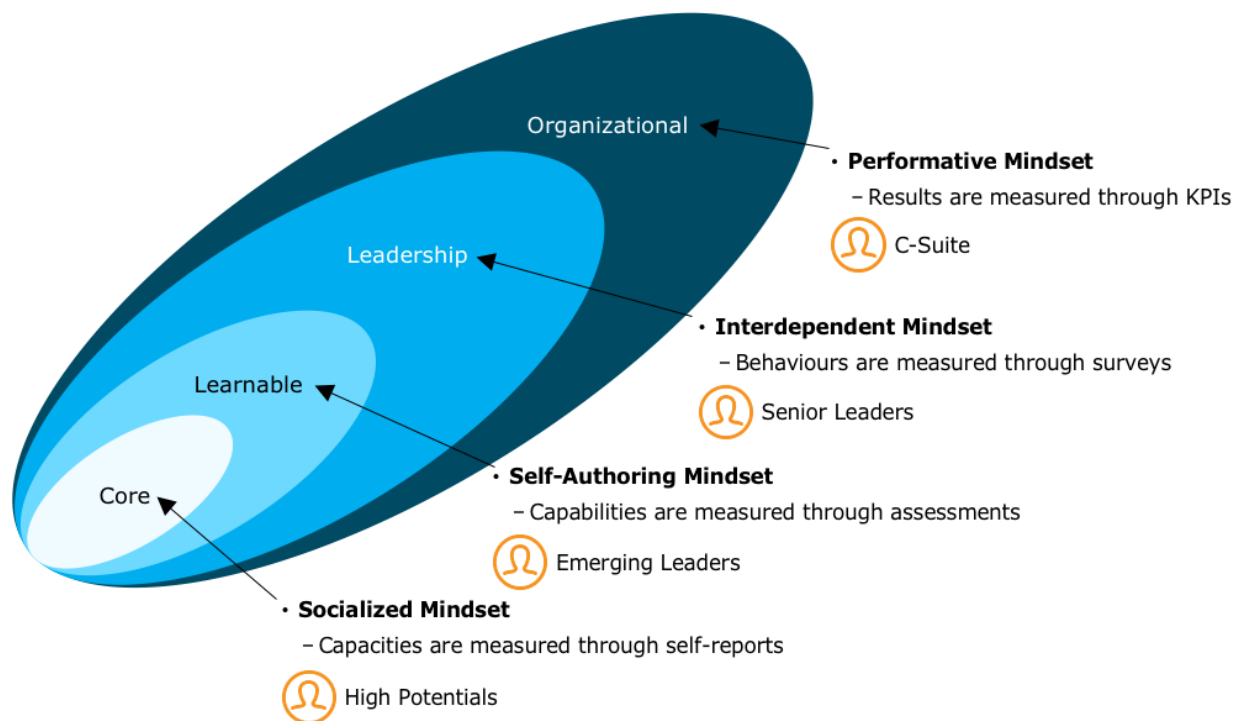 Organizational
• Performative Mindset
– Results are measured through KPIs
C-Suite
Leadership
• Interdependent Mindset
– Behaviours are measured through surveys
Senior Leaders
Learnable
• Self-Authoring Mindset
– Capabilities are measured through assessments
Emerging Leaders
Core
• Socialized Mindset
– Capacities are measured through self-reports
High Potentials